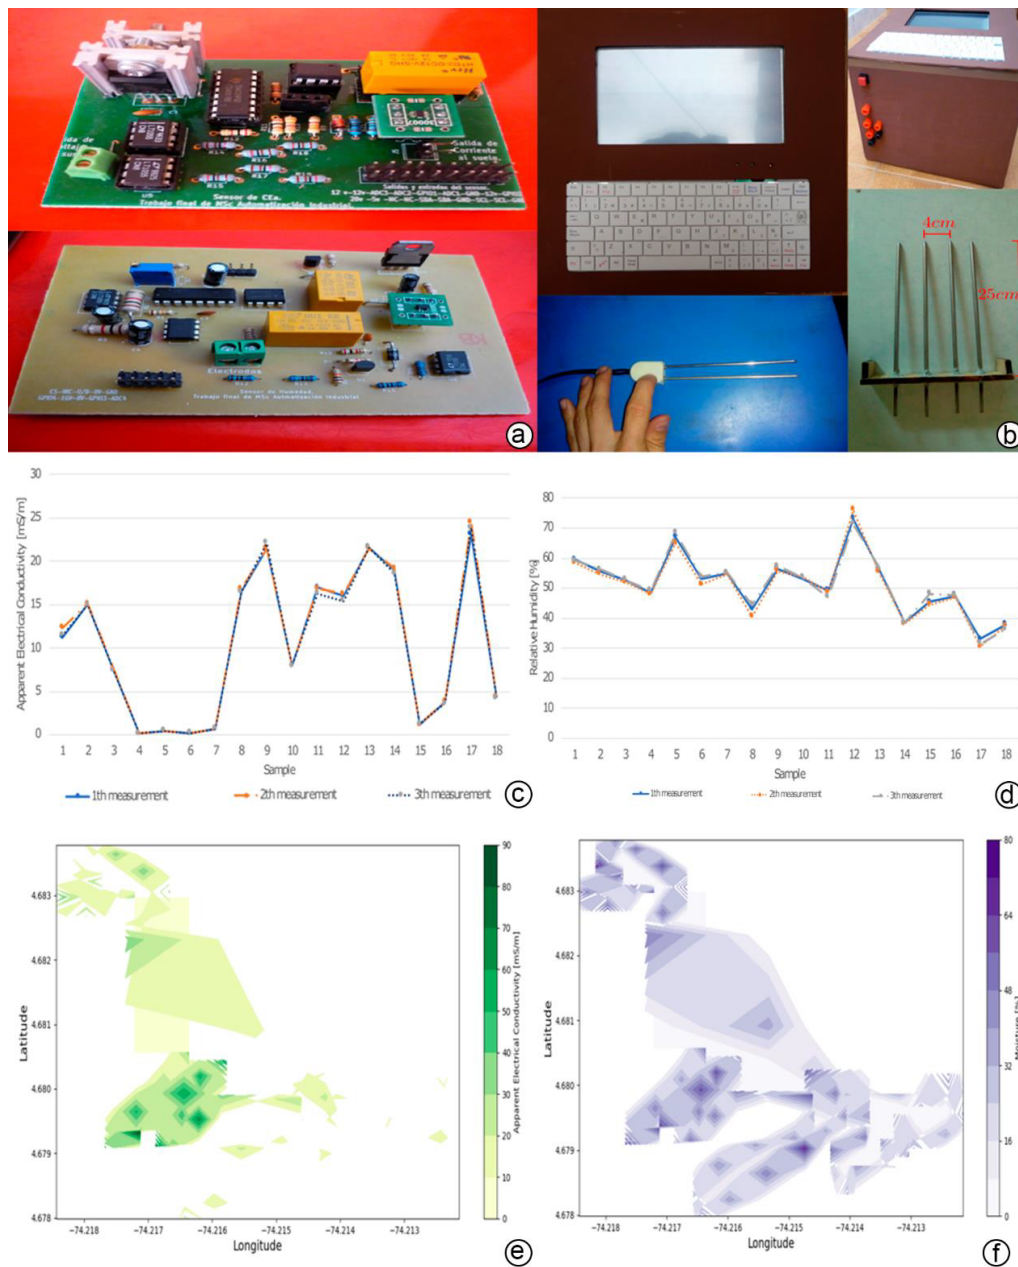 Salida de
Corriente
al suelo.
Salidas y entradas del sensor.
Sensor de CEa.
Trabajo final de MSc Automatización Industrial.
Electrodos
Sensor de Humedad.
Trabajo final de MSc Automatización Industrial.
a
4cm
25cm
b
Apparent Electrical Conductivity [mS/m]
30
25
20
15
10
5
0
1 2 3 4 5 6 7 8 9 10 11 12 13 14 15 16 17 18
Sample
1th measurement 2th measurement 3th measurement
c
Relative Humidity [%]
80
70
60
50
40
30
20
10
0
1 2 3 4 5 6 7 8 9 10 11 12 13 14 15 16 17 18
Sample
1th measurement 2th measurement 3th measurement
d
Latitude
4.683
4.682
4.681
4.680
4.679
4.678
−74.218 −74.217 −74.216 −74.215 −74.214 −74.213
Longitude
90
80
70
60
50
40
30
20
10
0
Apparent Electrical Conductivity [mS/m]
e
Latitude
4.683
4.682
4.681
4.680
4.679
4.678
−74.218 −74.217 −74.216 −74.215 −74.214 −74.213
Longitude
80
64
48
32
16
0
Moisture [%]
f